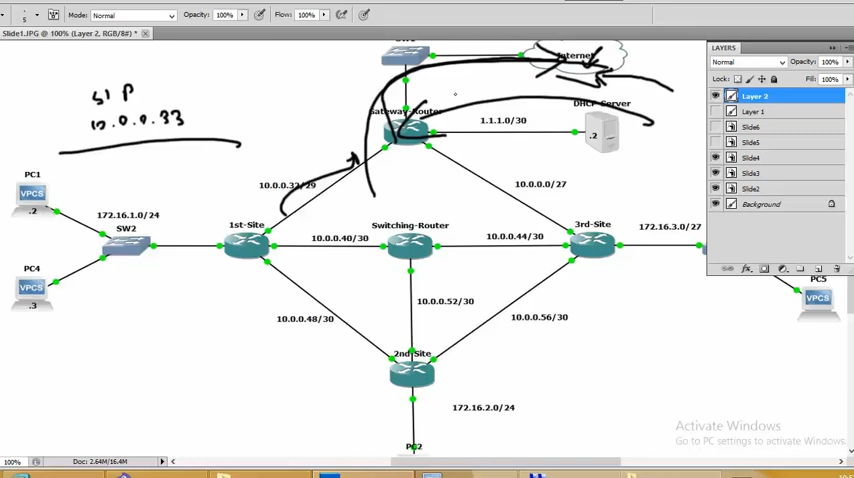 5
Mode: Normal
Opacity: 100%
Flow: 100%
Slide1.JPG @ 100% (Layer 2, RGB/8#) *
Internet
SIP
10.0.0.33
Gateway-Router
DHCP-Server
1.1.1.0/30
.2
PC1
VPCS
.2
172.16.1.0/24
SW2
PC4
VPCS
.3
10.0.0.32/29
10.0.0.0/27
1st-Site
10.0.0.40/30
Switching-Router
10.0.0.44/30
3rd-Site
172.16.3.0/27
PC5
VPCS
10.0.0.48/30
10.0.0.52/30
10.0.0.56/30
2nd-Site
172.16.2.0/24
PC2
LAYERS
Normal
Opacity: 100%
Lock:
Fill: 100%
Layer 2
Layer 1
Slide6
Slide5
Slide4
Slide3
Slide2
Background
fx
Activate Windows
Go to PC settings to activate Windows.
100%
Doc: 2.64M/16.4M